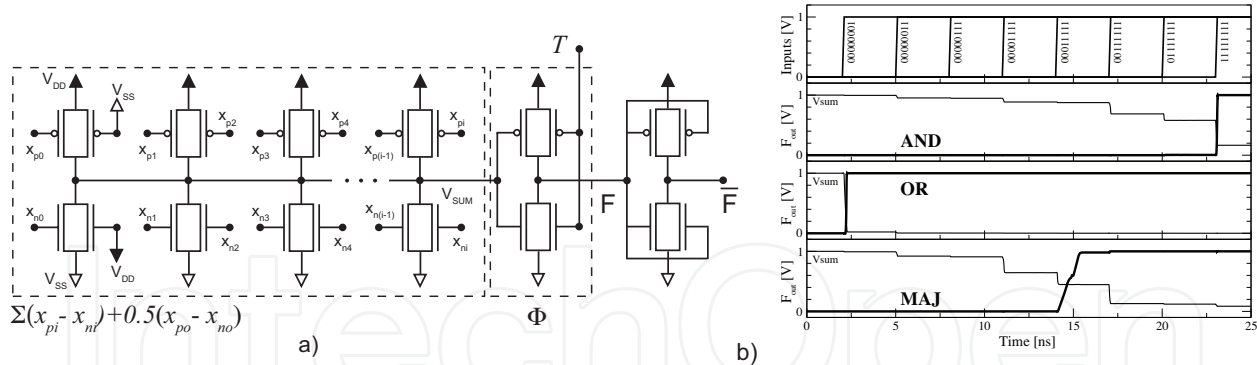 T
V_DD
V_SS
x_p0
x_p2
x_p1
x_p4
x_p3
x_pi
x_p(i-1)
V_SUM
F
F̅
x_n0
x_n1
x_n2
x_n3
x_n4
x_n(i-1)
x_ni
V_SS
V_DD
Σ(x_pi - x_ni)+0.5(x_po - x_no)
Φ
a)
b)
Inputs [V]
1
0
00000001
00000011
00000111
00001111
00011111
00111111
01111111
11111111
F_out [V]
1
0
Vsum
AND
F_out [V]
1
0
Vsum
OR
F_out [V]
1
0
Vsum
MAJ
0 5 10 15 20 25
Time [ns]
IntechOpen